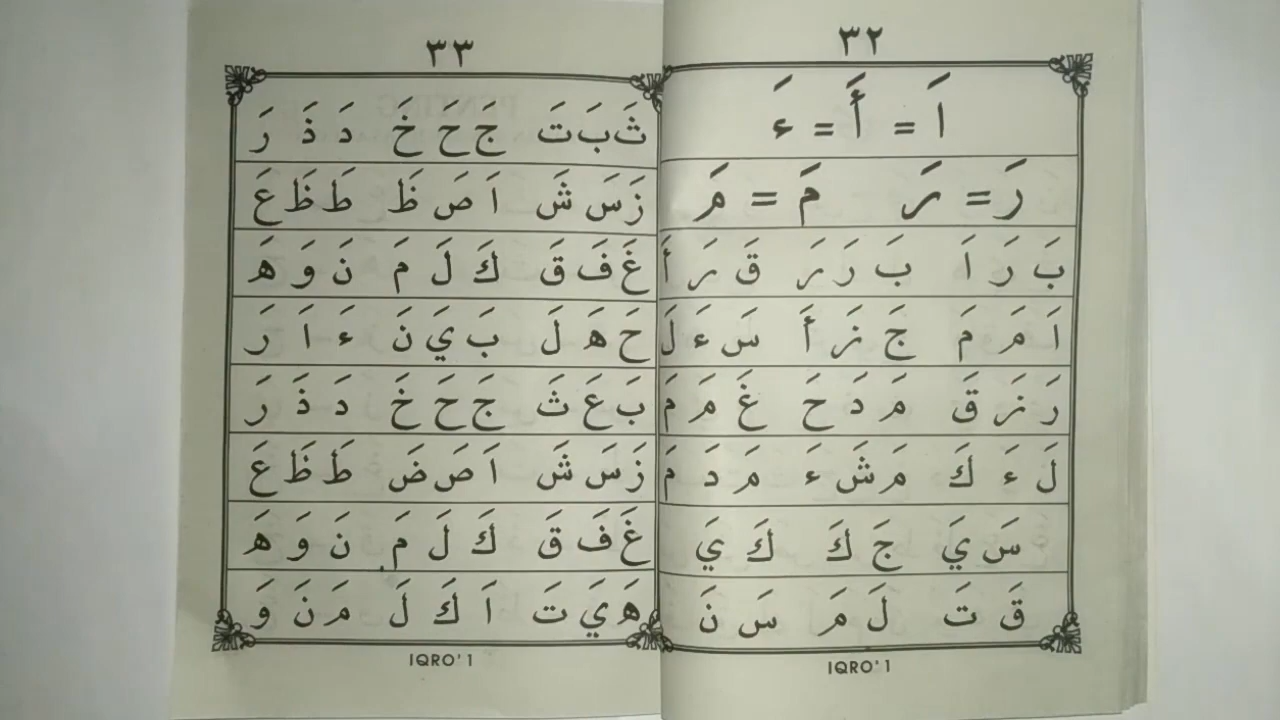 ٣٢
اَ = أَ = ءَ
رَ = رَ مَ = مَ
بَ رَ اَ بَ رَ رَ قَ رَ أَ
اَ مَ مَ جَ زَ أَ سَ ءَ لَ
رَ زَ قَ مَ دَ حَ غَ مَ مَ
لَ ءَ كَ مَ شَ ءَ مَ دَ مَ
سَ يَ جَ كَ كَ يَ
قَ تَ لَ مَ سَ نَ
IQRO' 1
٣٣
ثَ بَ تَ جَ حَ خَ دَ ذَ رَ
زَ سَ شَ اَ صَ ظَ طَ ظَ عَ
غَ فَ قَ كَ لَ مَ نَ وَ هَ
حَ هَ لَ بَ يَ نَ ءَ اَ رَ
بَ عَ ثَ جَ حَ خَ دَ ذَ رَ
زَ سَ شَ اَ صَ ضَ طَ ظَ عَ
غَ فَ قَ كَ لَ مَ نَ وَ هَ
هَ يَ تَ اَ كَ لَ مَ نَ وَ
IQRO' 1